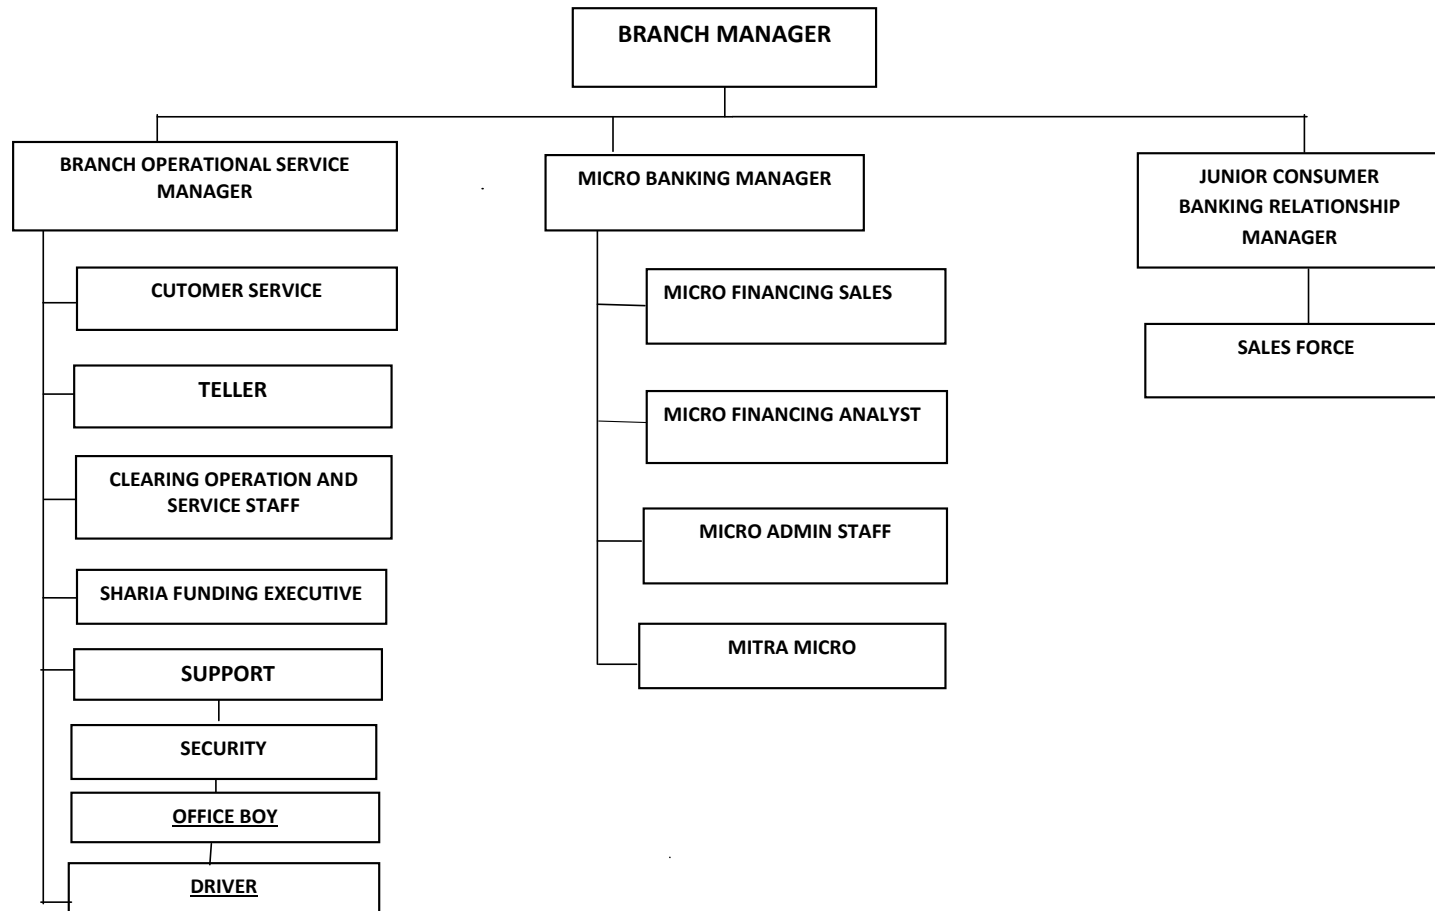 BRANCH MANAGER
BRANCH OPERATIONAL SERVICE
MANAGER
CUTOMER SERVICE
TELLER
CLEARING OPERATION AND
SERVICE STAFF
SHARIA FUNDING EXECUTIVE
SUPPORT
SECURITY
OFFICE BOY
DRIVER
MICRO BANKING MANAGER
MICRO FINANCING SALES
MICRO FINANCING ANALYST
MICRO ADMIN STAFF
MITRA MICRO
JUNIOR CONSUMER
BANKING RELATIONSHIP
MANAGER
SALES FORCE